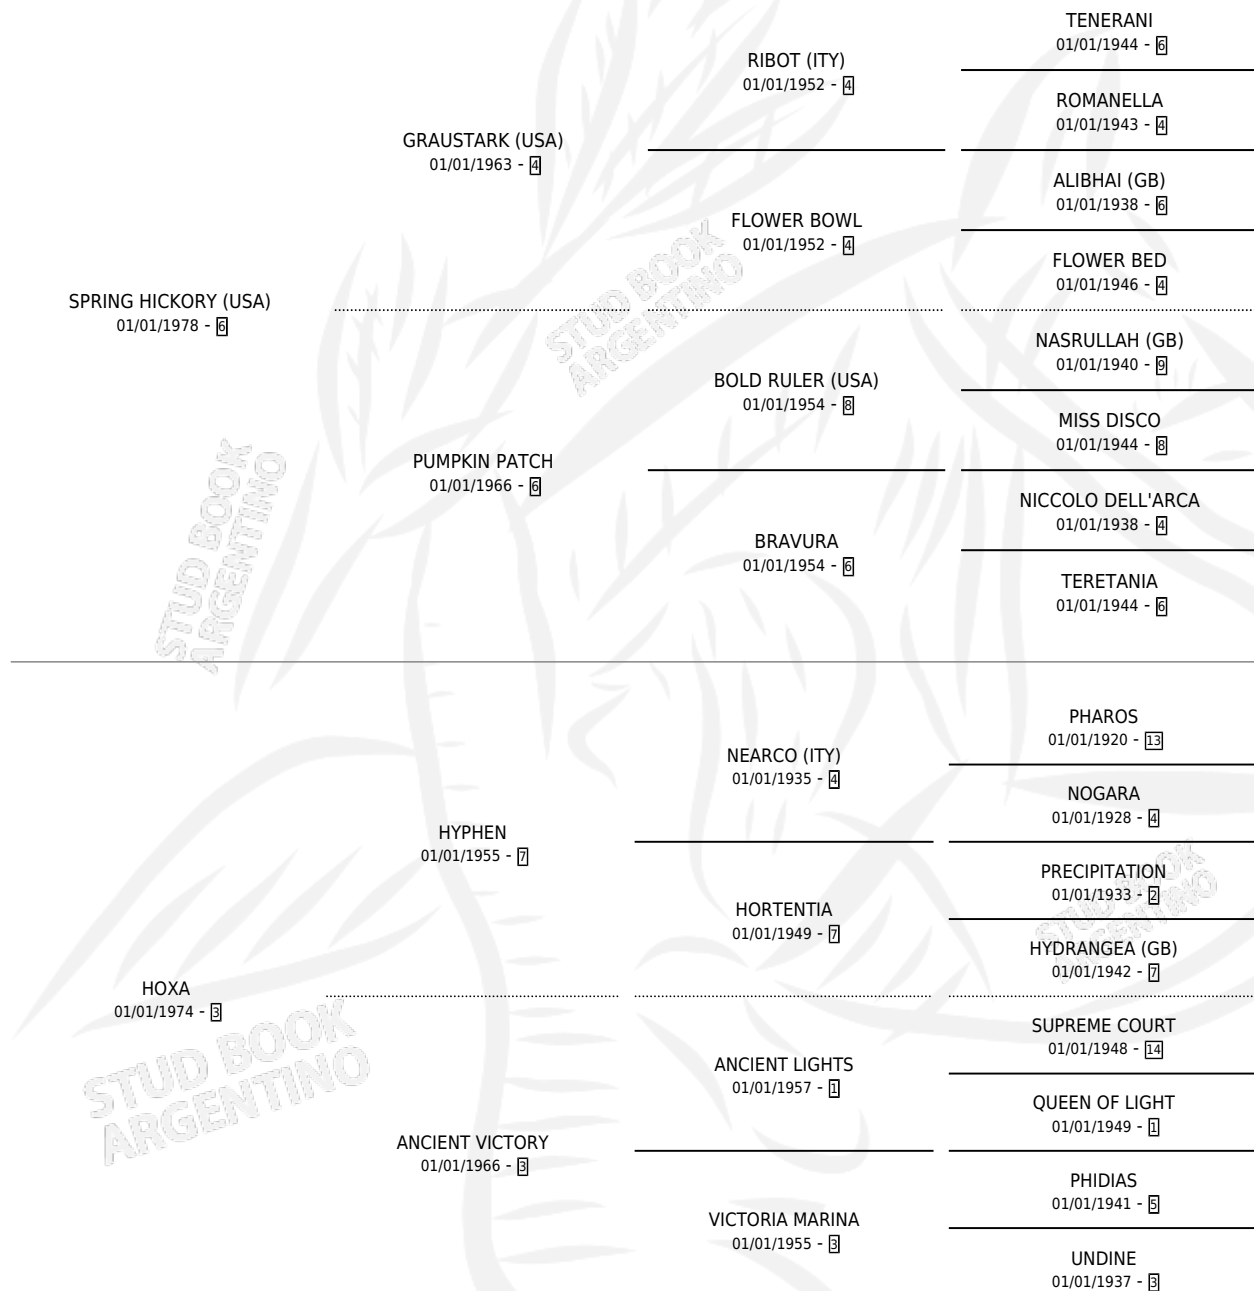 TENERANI
01/01/1944 - 6
RIBOT (ITY)
01/01/1952 - 4
ROMANELLA
01/01/1943 - 4
GRAUSTARK (USA)
01/01/1963 - 4
ALIBHAI (GB)
01/01/1938 - 6
FLOWER BOWL
01/01/1952 - 4
FLOWER BED
01/01/1946 - 4
SPRING HICKORY (USA)
01/01/1978 - 6
NASRULLAH (GB)
01/01/1940 - 9
BOLD RULER (USA)
01/01/1954 - 8
MISS DISCO
01/01/1944 - 8
PUMPKIN PATCH
01/01/1966 - 6
NICCOLO DELL'ARCA
01/01/1938 - 4
BRAVURA
01/01/1954 - 6
TERETANIA
01/01/1944 - 6
PHAROS
01/01/1920 - 13
NEARCO (ITY)
01/01/1935 - 4
NOGARA
01/01/1928 - 4
HYPHEN
01/01/1955 - 7
PRECIPITATION
01/01/1933 - 2
HORTENTIA
01/01/1949 - 7
HYDRANGEA (GB)
01/01/1942 - 7
HOXA
01/01/1974 - 3
SUPREME COURT
01/01/1948 - 14
ANCIENT LIGHTS
01/01/1957 - 1
QUEEN OF LIGHT
01/01/1949 - 1
ANCIENT VICTORY
01/01/1966 - 3
PHIDIAS
01/01/1941 - 5
VICTORIA MARINA
01/01/1955 - 3
UNDINE
01/01/1937 - 3
STUD BOOK
ARGENTINO
STUD BOOK
ARGENTINO
STUD BOOK
ARGENTINO
STUD BOOK
ARGENTINO